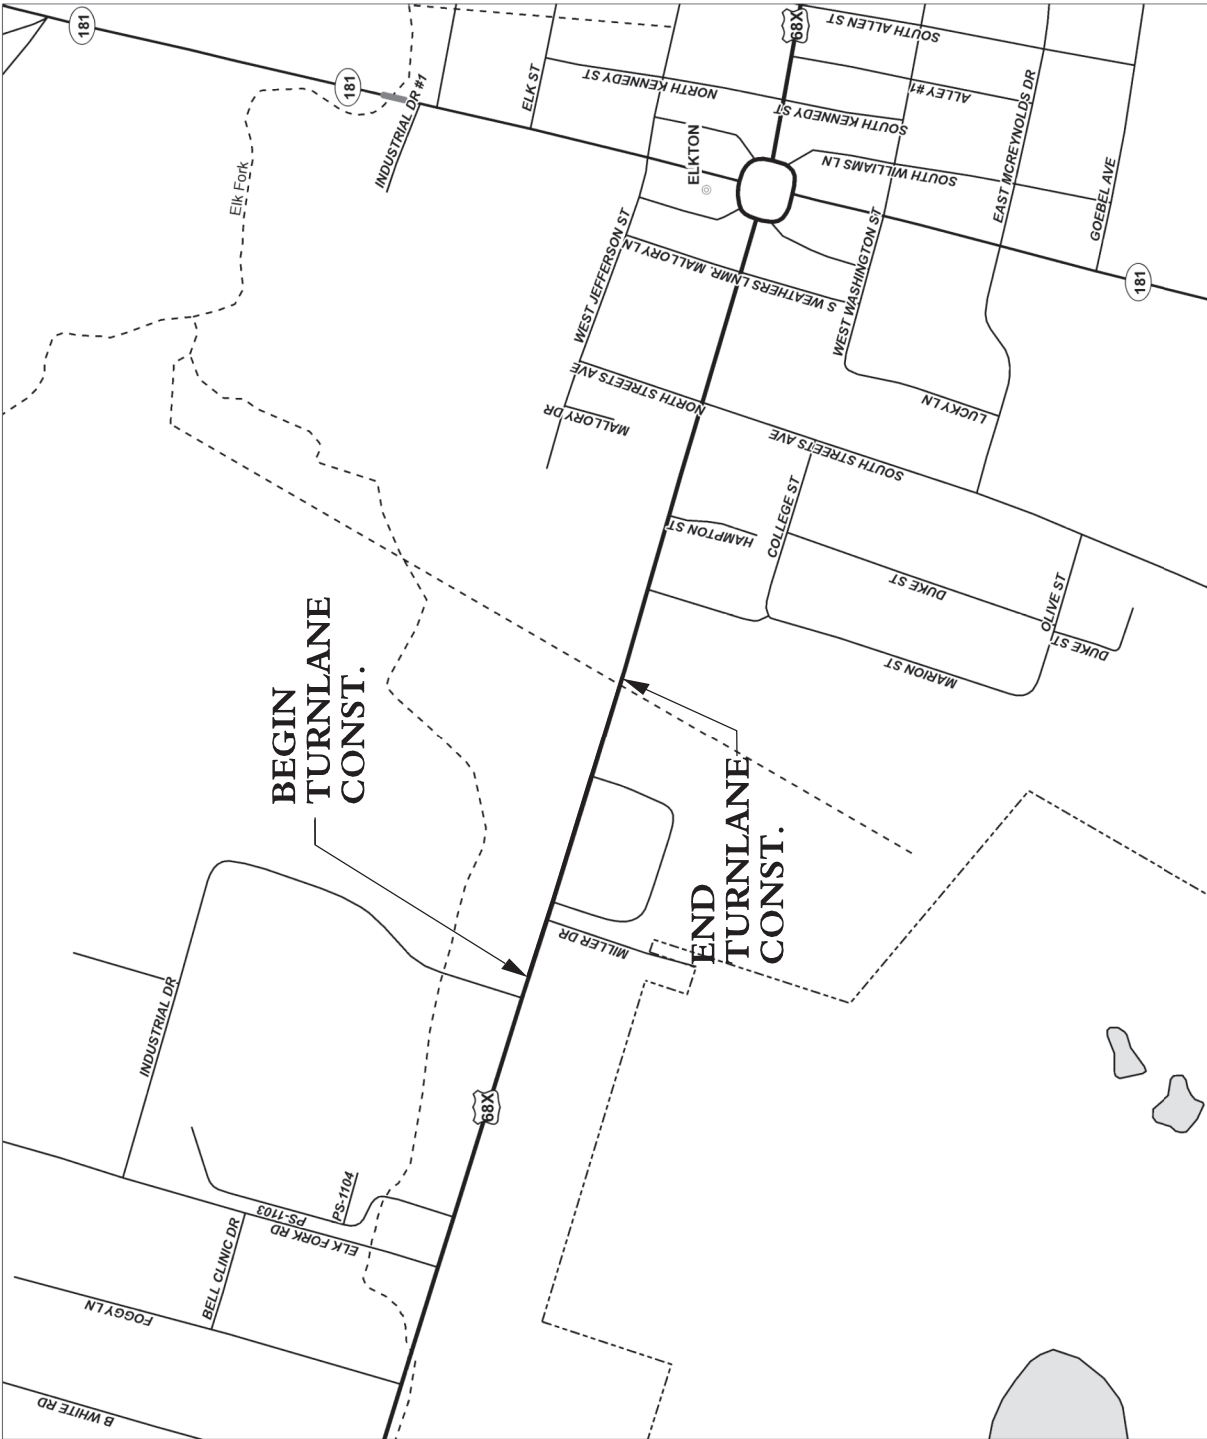 181
181
INDUSTRIAL DR #1
ELK ST
NORTH KENNEDY ST
68X
SOUTH ALLEN ST
ALLEY #1
SOUTH KENNEDY ST
EAST MCREYNOLDS DR
GOEBEL AVE
SOUTH WILLIAMS LN
ELKTON
Elk Fork
WEST JEFFERSON ST
MR. MALLORY LN
S WEATHERS LN
WEST WASHINGTON ST
181
NORTH STREETS AVE
MALLORY DR
LUCKY LN
SOUTH STREETS AVE
HAMPTON ST
COLLEGE ST
DUKE ST
OLIVE ST
DUKE ST
MARION ST
BEGIN
TURNLANE
CONST.
END
TURNLANE
CONST.
MILLER DR
INDUSTRIAL DR
68X
PS-1103
PS-1104
ELK FORK RD
BELL CLINIC DR
FOGGY LN
B WHITE RD